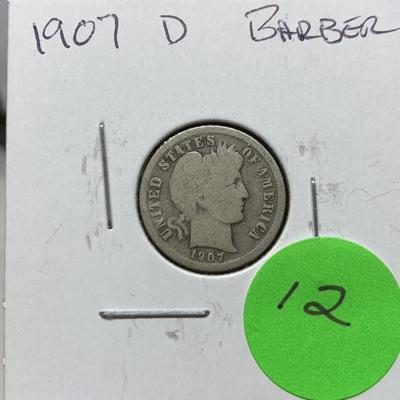 1907 D BARBER
UNITED STATES OF AMERICA
1907
12